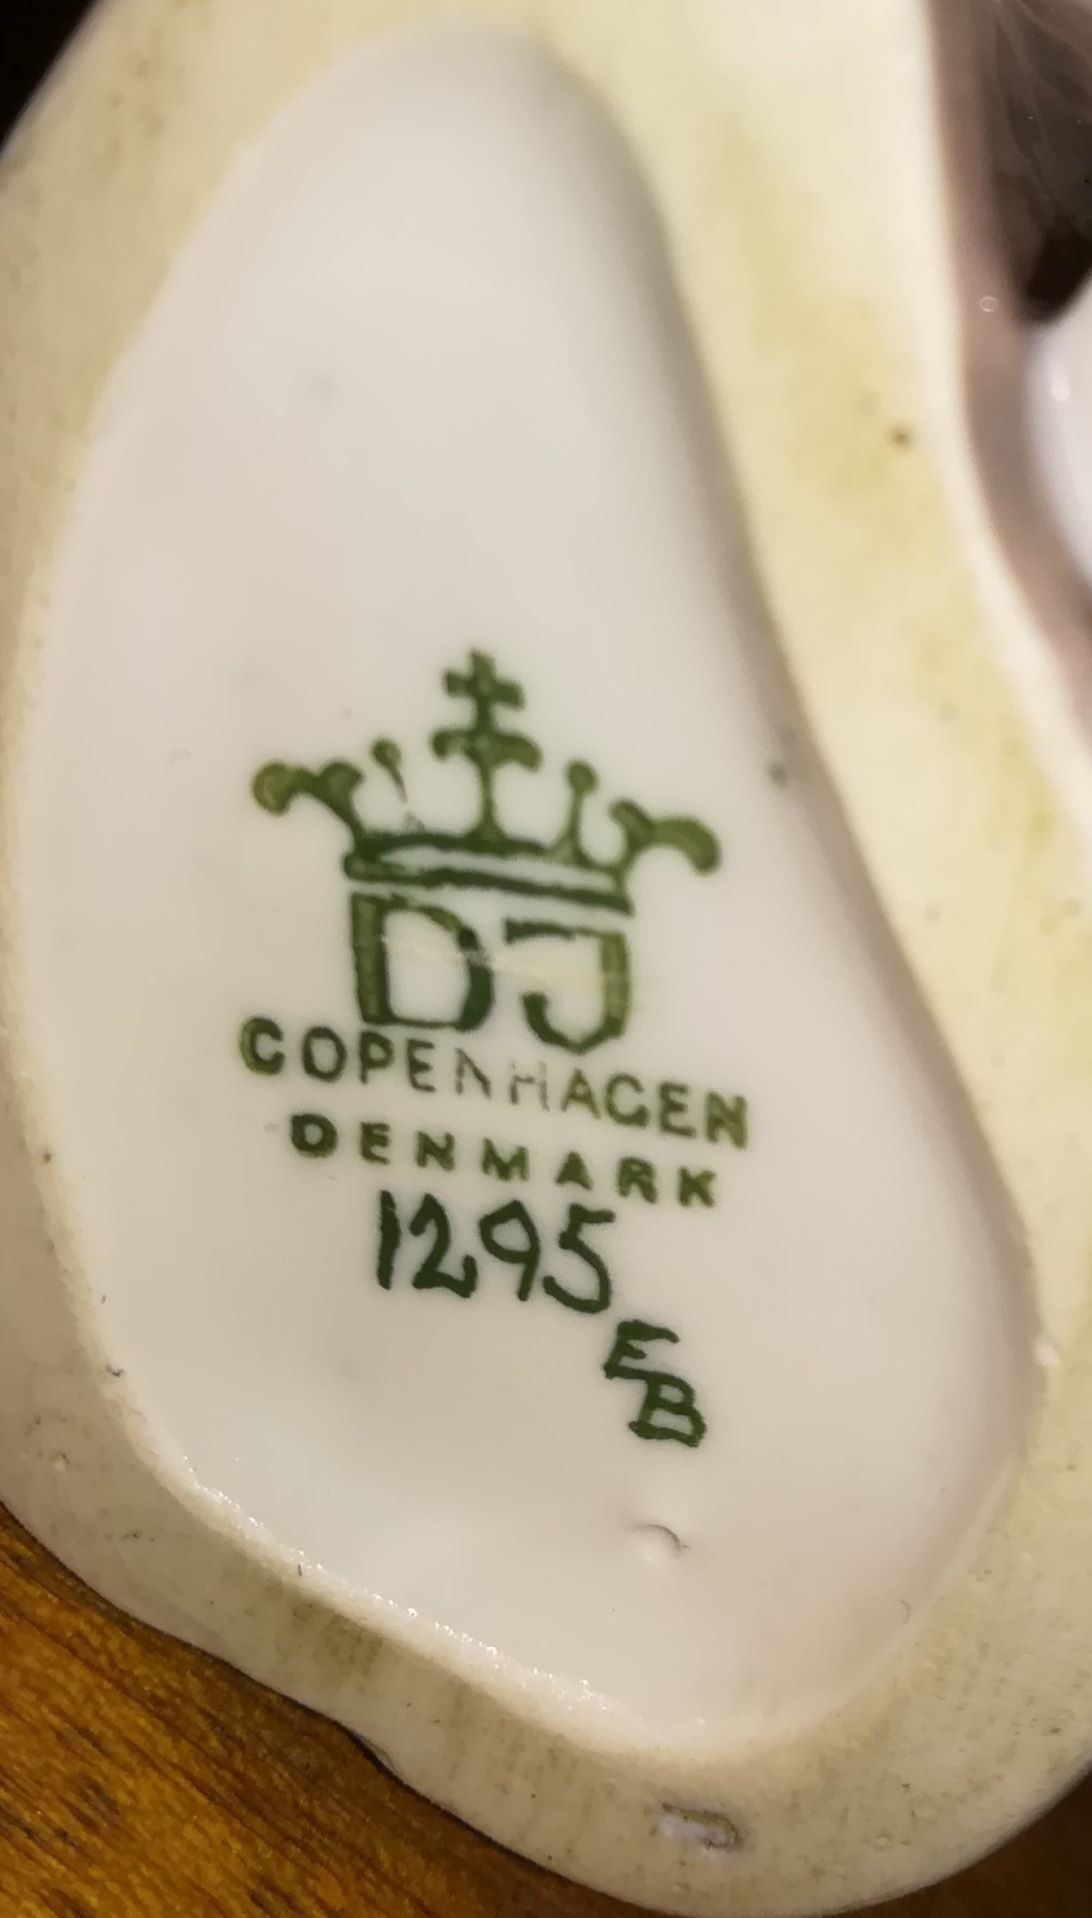 DJ
COPENHAGEN
DENMARK
1295
EB